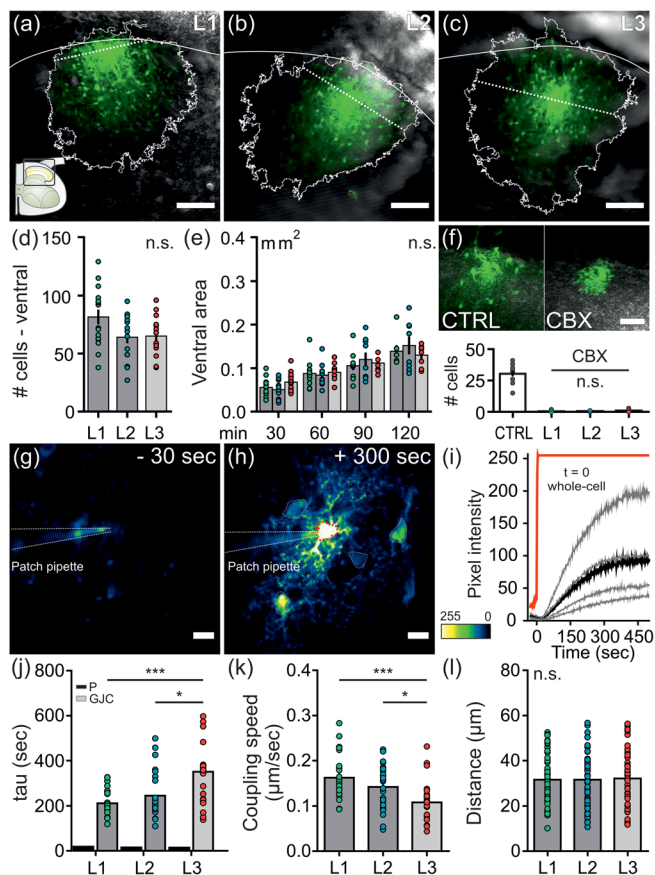 (a) L1
(b) L2
(c) L3
(d) n.s.
150
100
50
0
# cells - ventral
L1 L2 L3
(e) mm² n.s.
0.4
0.3
0.2
0.1
0.0
Ventral area
min 30 60 90 120
(f)
CTRL CBX
60
40
20
0
# cells
CBX
n.s.
CTRL L1 L2 L3
(g) - 30 sec
Patch pipette
(h) + 300 sec
Patch pipette
255 0
(i)
250
200
150
100
50
0
Pixel intensity
t = 0
whole-cell
0 150 300 450
Time (sec)
(j) ***
*
P
GJC
800
600
400
200
0
tau (sec)
L1 L2 L3
(k) ***
*
0.4
0.3
0.2
0.1
0.0
Coupling speed
(µm/sec)
L1 L2 L3
(l) n.s.
80
60
40
20
0
Distance (µm)
L1 L2 L3